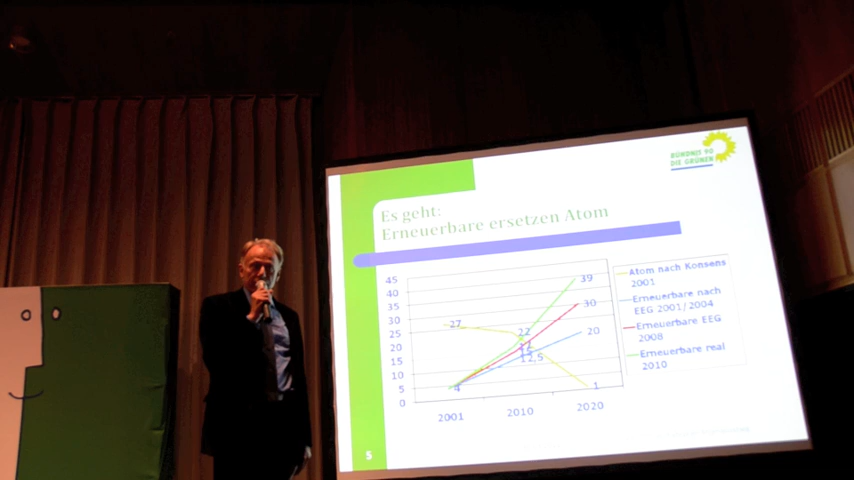 BÜNDNIS 90
DIE GRÜNEN
Es geht:
Erneuerbare ersetzen Atom
45
40
35
30
25
20
15
10
5
0
27
4
22
17
12,5
39
30
20
1
2001
2010
2020
Atom nach Konsens
2001
Erneuerbare nach
EEG 2001/2004
Erneuerbare EEG
2008
Erneuerbare real
2010
5